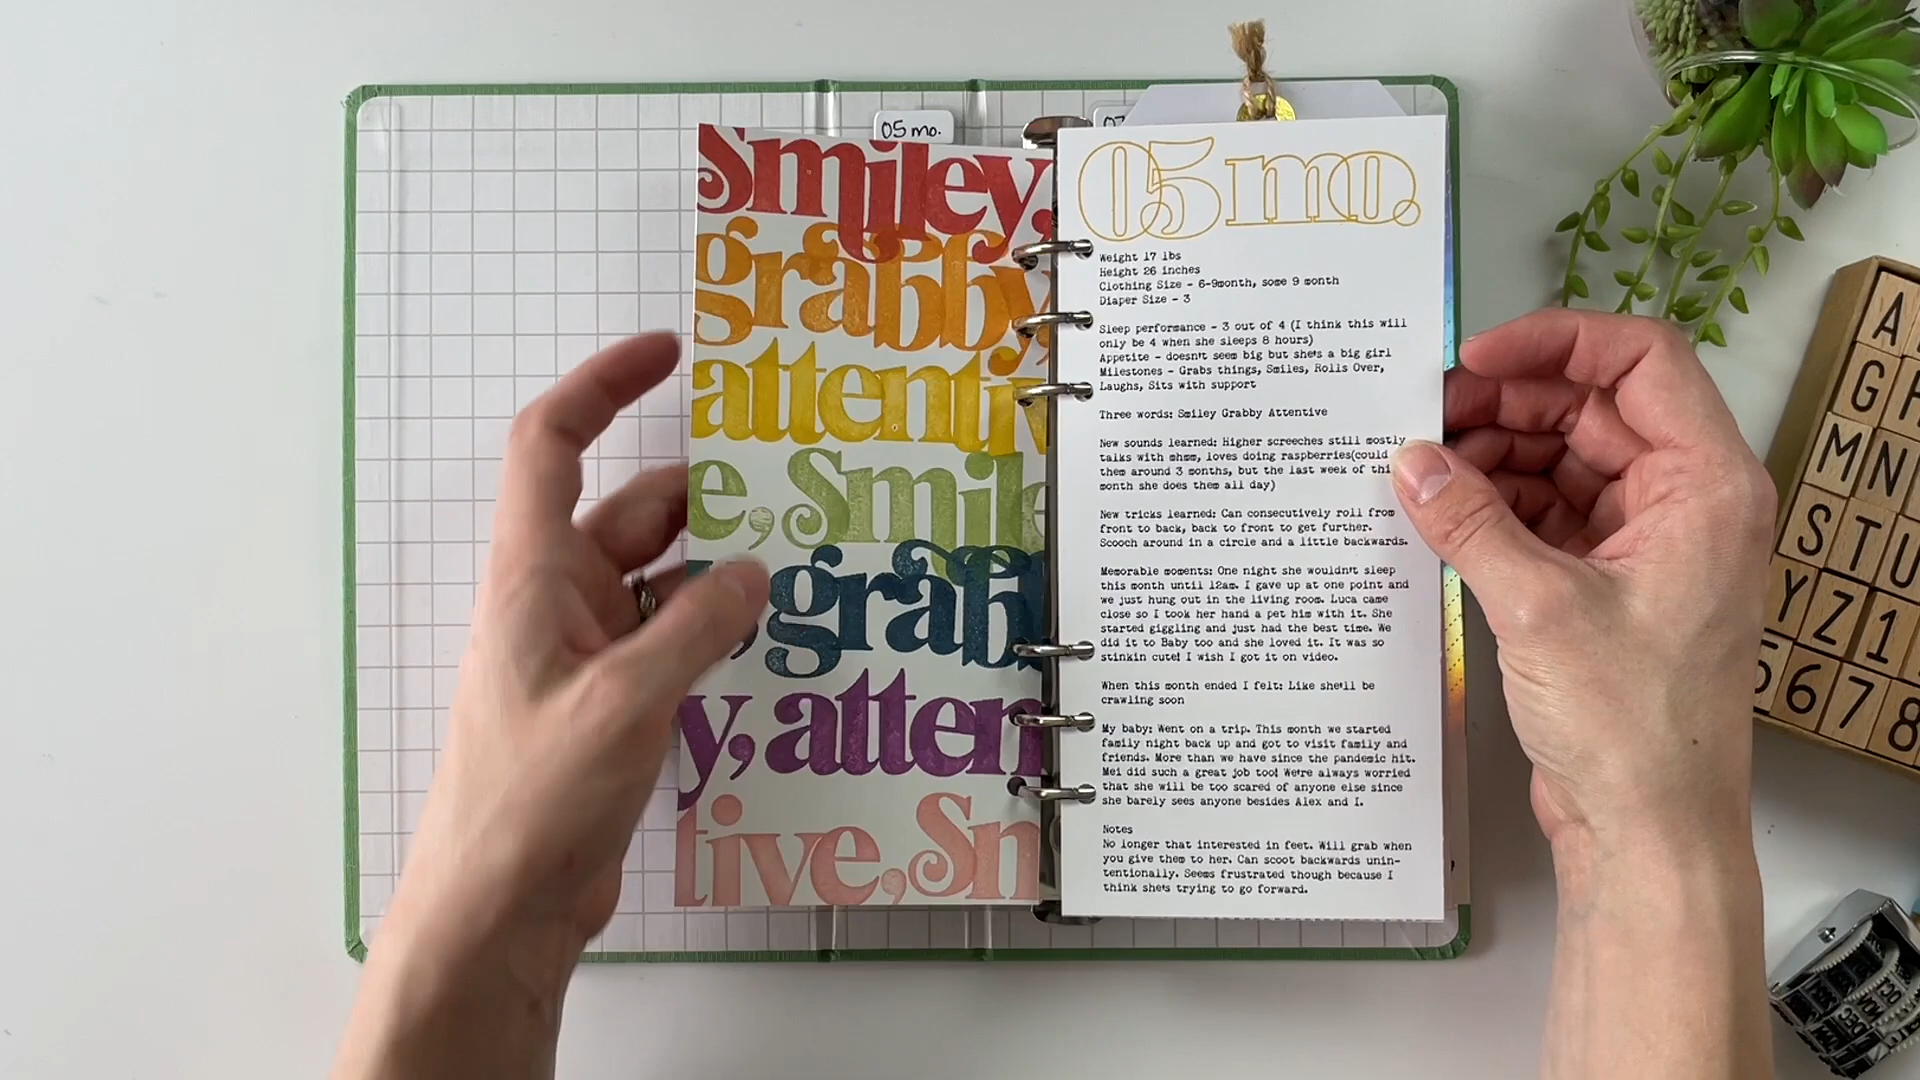 05 mo.
07
Smiley,
grabby,
attentiv
e, Smile
y, grabb
y, atten
tive, Sm
05 mo.
Weight 17 lbs
Height 26 inches
Clothing Size - 6-9month, some 9 month
Diaper Size - 3
Sleep performance - 3 out of 4 (I think this will
only be 4 when she sleeps 8 hours)
Appetite - doesn't seem big but she's a big girl
Milestones - Grabs things, Smiles, Rolls Over,
Laughs, Sits with support
Three words: Smiley Grabby Attentive
New sounds learned: Higher screeches still mostly
talks with mhmm, loves doing raspberries(could
them around 3 months, but the last week of thi
month she does them all day)
New tricks learned: Can consecutively roll from
front to back, back to front to get further.
Scooch around in a circle and a little backwards.
Memorable moments: One night she wouldn't sleep
this month until 12am. I gave up at one point and
we just hung out in the living room. Luca came
close so I took her hand a pet him with it. She
started giggling and just had the best time. We
did it to Baby too and she loved it. It was so
stinkin cute! I wish I got it on video.
When this month ended I felt: Like she'll be
crawling soon
My baby: Went on a trip. This month we started
family night back up and got to visit family and
friends. More than we have since the pandemic hit.
Mei did such a great job too! We're always worried
that she will be too scared of anyone else since
she barely sees anyone besides Alex and I.
Notes
No longer that interested in feet. Will grab when
you give them to her. Can scoot backwards unin-
tentionally. Seems frustrated though because I
think she's trying to go forward.
A
G H
M N
S T U
Y Z 1
5 6 7 8
OCT
DEC